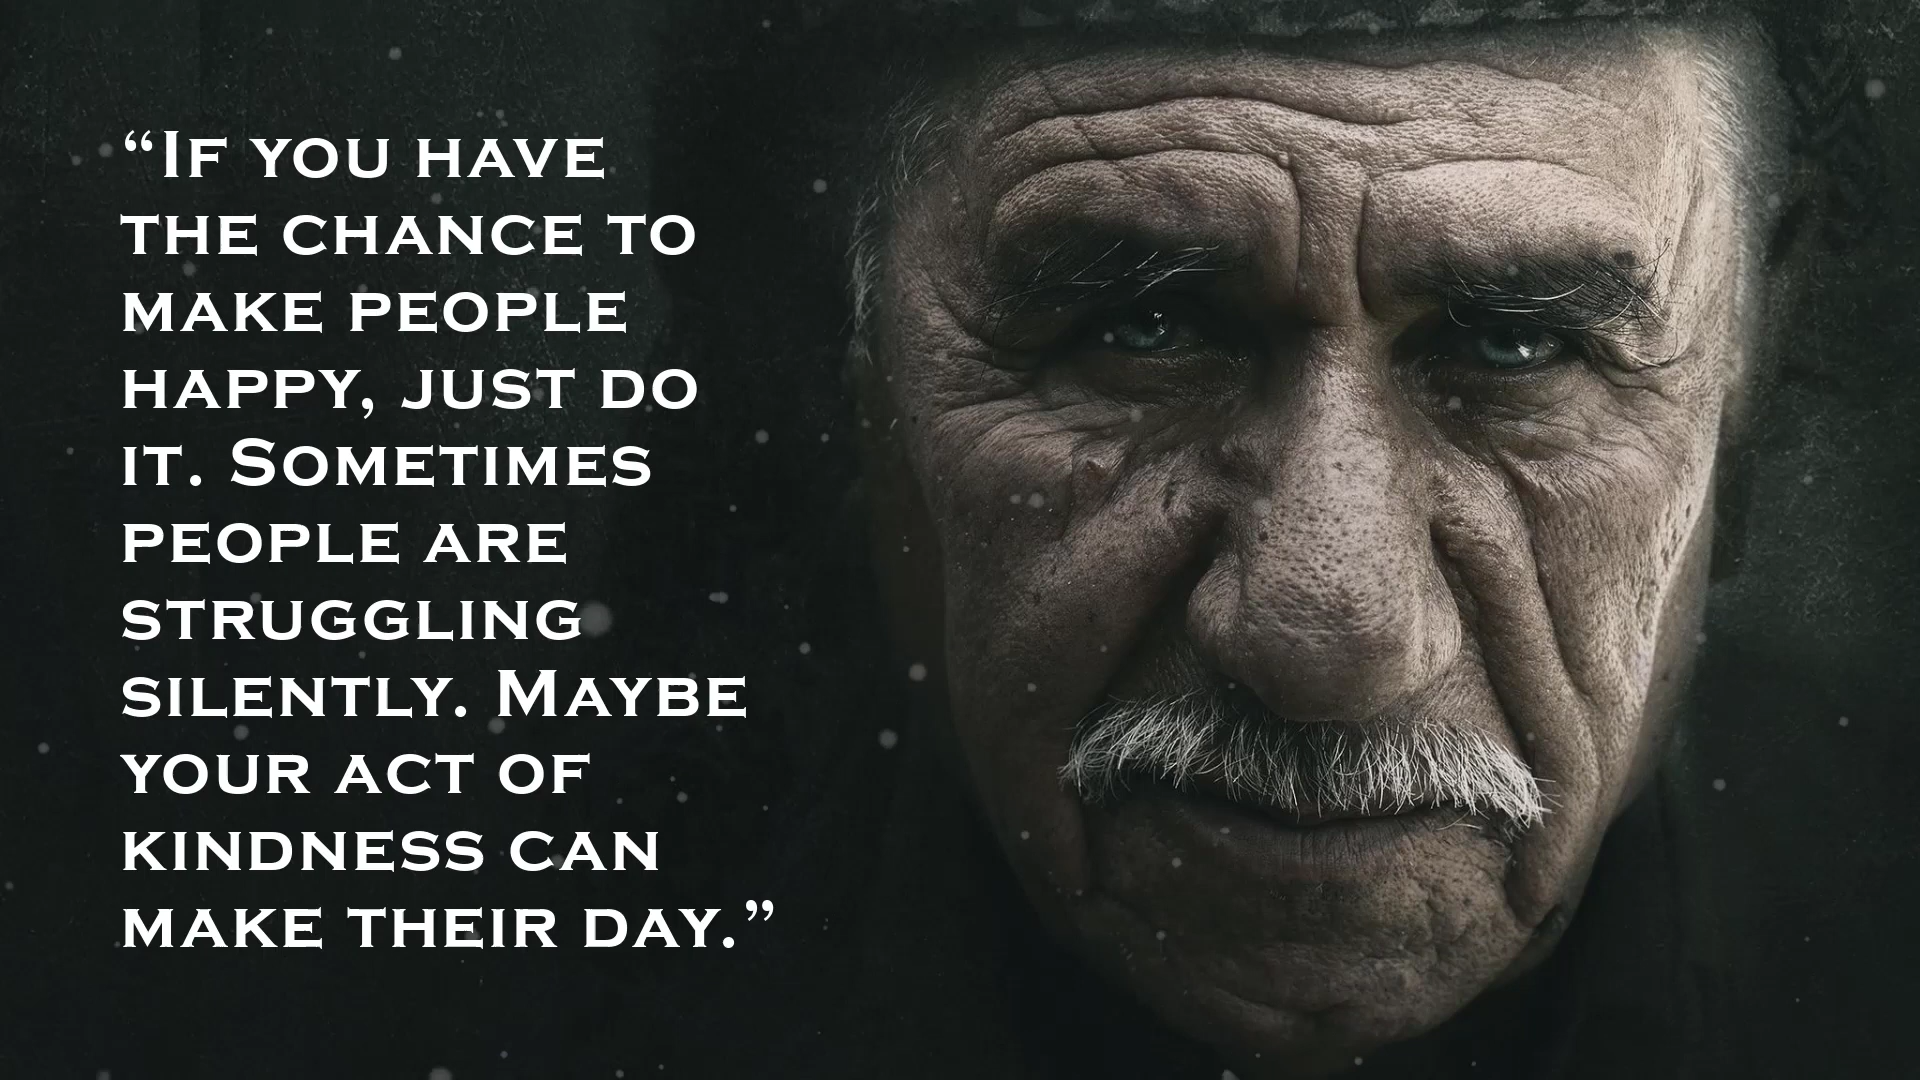 “If you have
the chance to
make people
happy, just do
it. Sometimes
people are
struggling
silently. Maybe
your act of
kindness can
make their day.”